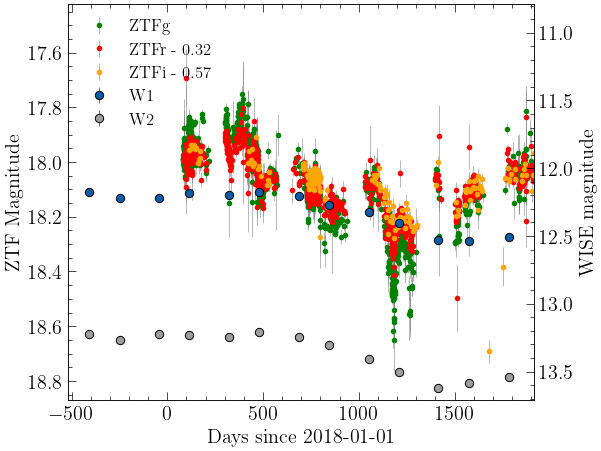 ZTFg
ZTFr - 0.32
ZTFi - 0.57
W1
W2
17.6
17.8
18.0
18.2
18.4
18.6
18.8
ZTF Magnitude
11.0
11.5
12.0
12.5
13.0
13.5
WISE magnitude
−500 0 500 1000 1500
Days since 2018-01-01